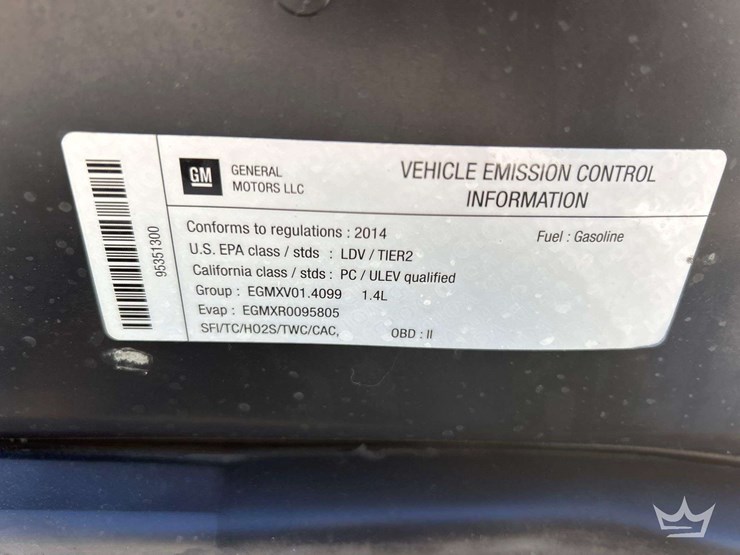 GM
GENERAL
MOTORS LLC
VEHICLE EMISSION CONTROL
INFORMATION
Conforms to regulations : 2014
Fuel : Gasoline
U.S. EPA class / stds : LDV / TIER2
California class / stds : PC / ULEV qualified
Group : EGMXV01.4099 1.4L
Evap : EGMXR0095805
SFI/TC/HO2S/TWC/CAC, OBD : II
95351300